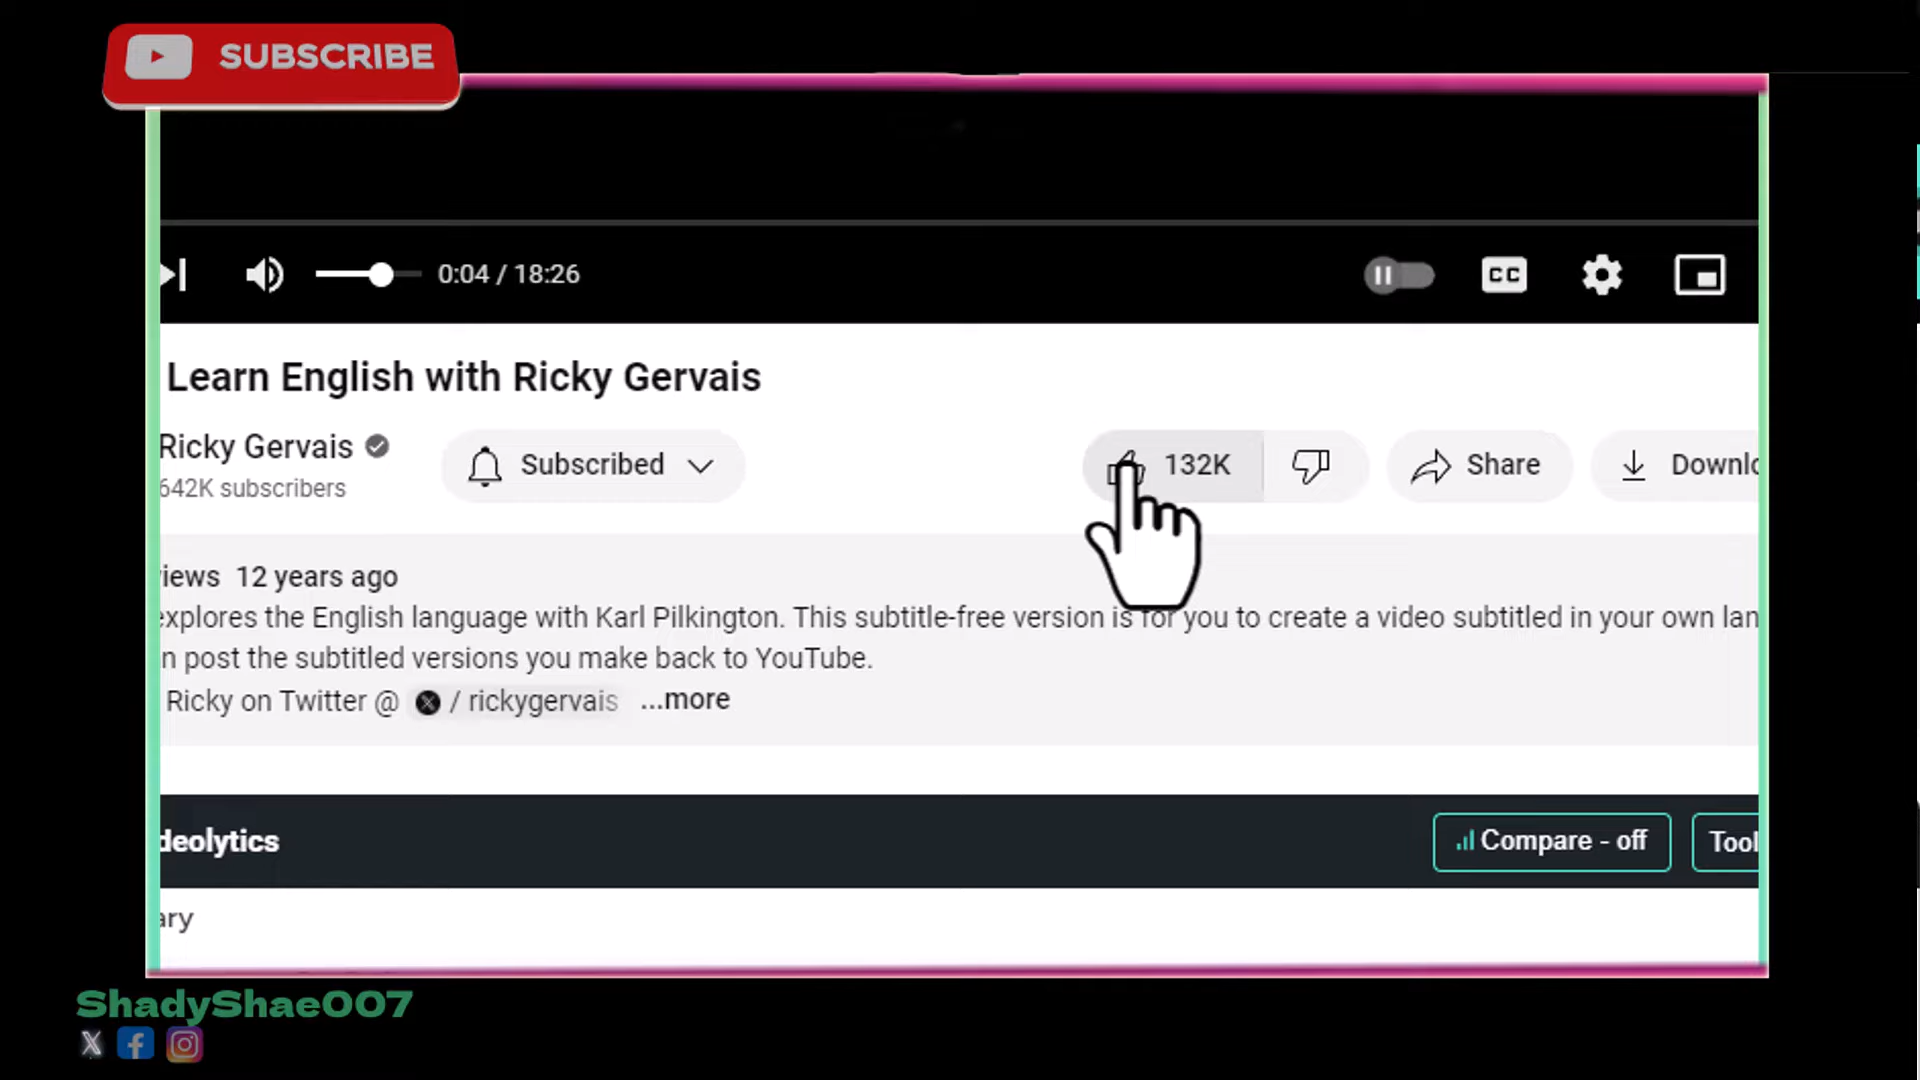 SUBSCRIBE
0:04 / 18:26
CC
Learn English with Ricky Gervais
Ricky Gervais
642K subscribers
Subscribed
132K
Share
Downlo
iews 12 years ago
explores the English language with Karl Pilkington. This subtitle-free version is for you to create a video subtitled in your own lan
n post the subtitled versions you make back to YouTube.
Ricky on Twitter @ / rickygervais ...more
deolytics
Compare - off
Tool
ary
ShadyShae007